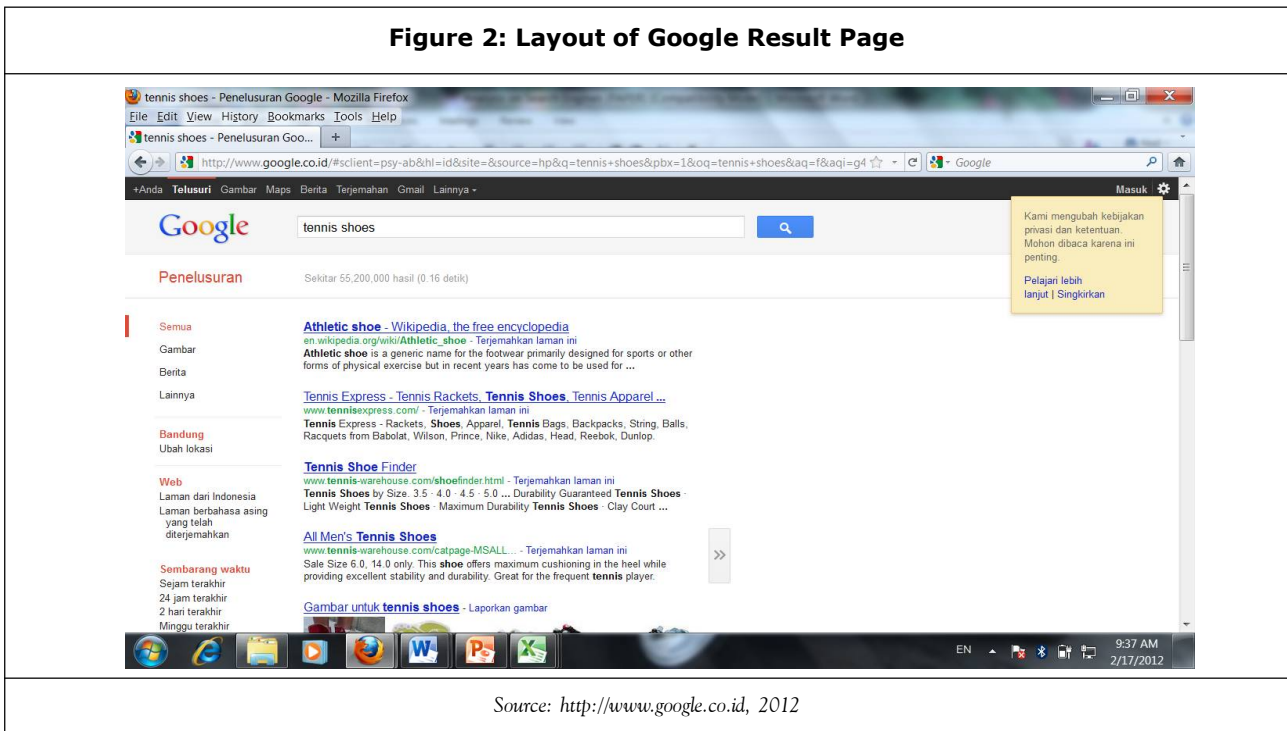 Figure 2: Layout of Google Result Page
tennis shoes - Penelusuran Google - Mozilla Firefox
File Edit View History Bookmarks Tools Help
tennis shoes - Penelusuran Goo... +
http://www.google.co.id/#sclient=psy-ab&hl=id&site=&source=hp&q=tennis+shoes&pbx=1&oq=tennis+shoes&aq=f&aqi=g4 Google
+Anda Telusuri Gambar Maps Berita Terjemahan Gmail Lainnya Masuk
Google tennis shoes
Kami mengubah kebijakan
privasi dan ketentuan.
Mohon dibaca karena ini
penting.
Pelajari lebih
lanjut | Singkirkan
Penelusuran Sekitar 55,200,000 hasil (0.16 detik)
Semua
Gambar
Berita
Lainnya
Bandung
Ubah lokasi
Web
Laman dari Indonesia
Laman berbahasa asing
yang telah
diterjemahkan
Sembarang waktu
Sejam terakhir
24 jam terakhir
2 hari terakhir
Minggu terakhir
Athletic shoe - Wikipedia, the free encyclopedia
en.wikipedia.org/wiki/Athletic_shoe - Terjemahkan laman ini
Athletic shoe is a generic name for the footwear primarily designed for sports or other
forms of physical exercise but in recent years has come to be used for ...
Tennis Express - Tennis Rackets, Tennis Shoes, Tennis Apparel ...
www.tennisexpress.com/ - Terjemahkan laman ini
Tennis Express - Rackets, Shoes, Apparel, Tennis Bags, Backpacks, String, Balls,
Racquets from Babolat, Wilson, Prince, Nike, Adidas, Head, Reebok, Dunlop.
Tennis Shoe Finder
www.tennis-warehouse.com/shoefinder.html - Terjemahkan laman ini
Tennis Shoes by Size. 3.5 · 4.0 · 4.5 · 5.0 ... Durability Guaranteed Tennis Shoes ·
Light Weight Tennis Shoes · Maximum Durability Tennis Shoes · Clay Court ...
All Men's Tennis Shoes
www.tennis-warehouse.com/catpage-MSALL... - Terjemahkan laman ini
Sale Size 6.0, 14.0 only. This shoe offers maximum cushioning in the heel while
providing excellent stability and durability. Great for the frequent tennis player.
Gambar untuk tennis shoes - Laporkan gambar
EN 9:37 AM
2/17/2012
Source: http://www.google.co.id, 2012